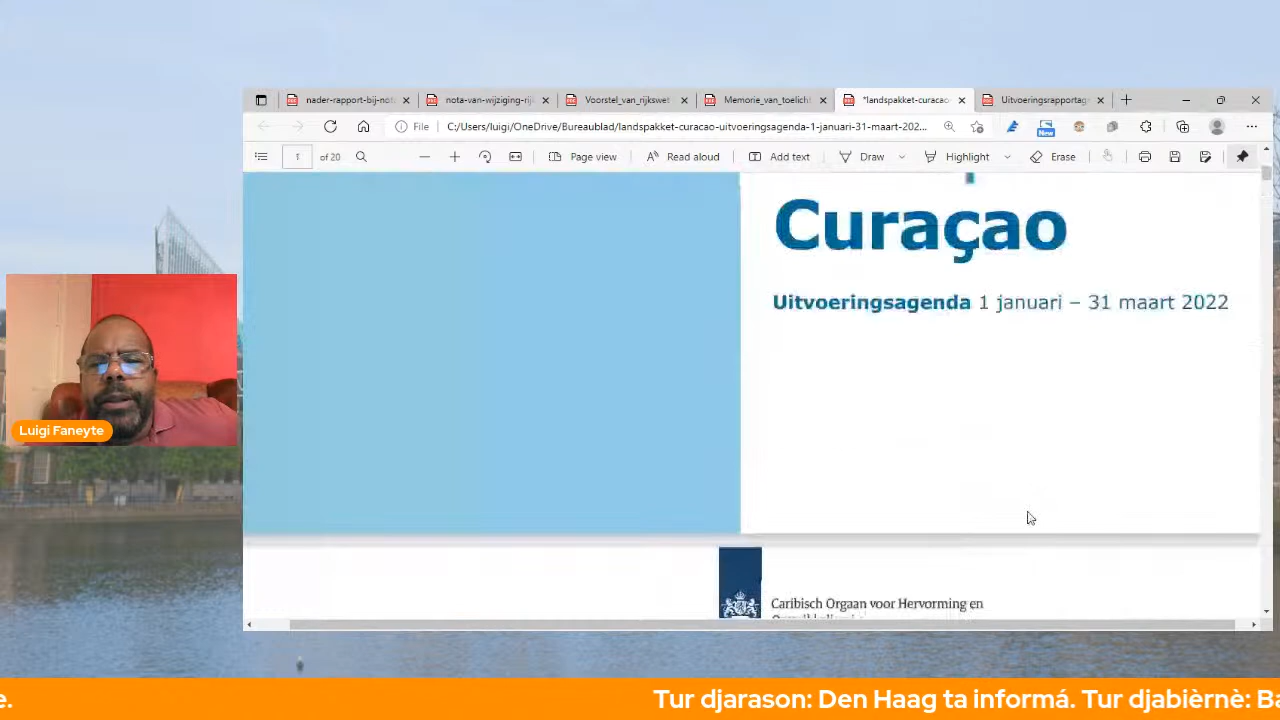 nader-rapport-bij-not
nota-van-wijziging-rij
Voorstel_van_rijkswet
Memorie_van_toelicht
*landspakket-curacao
Uitvoeringsrapportag
File
C:/Users/luigi/OneDrive/Bureaublad/landspakket-curacao-uitvoeringsagenda-1-januari-31-maart-202...
New
1 of 20
Page view
Read aloud
Add text
Draw
Highlight
Erase
Curaçao
Uitvoeringsagenda 1 januari – 31 maart 2022
Luigi Faneyte
Caribisch Orgaan voor Hervorming en
e.
Tur djarason: Den Haag ta informá. Tur djabièrnè: Ba